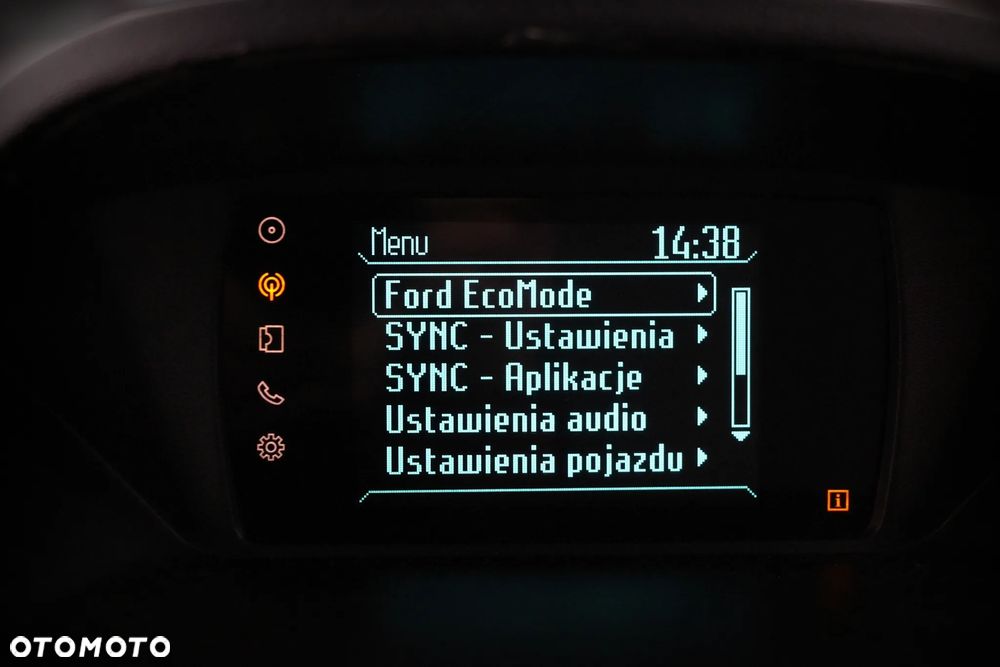 Menu 14:38
Ford EcoMode
SYNC - Ustawienia
SYNC - Aplikacje
Ustawienia audio
Ustawienia pojazdu
i
OTOMOTO